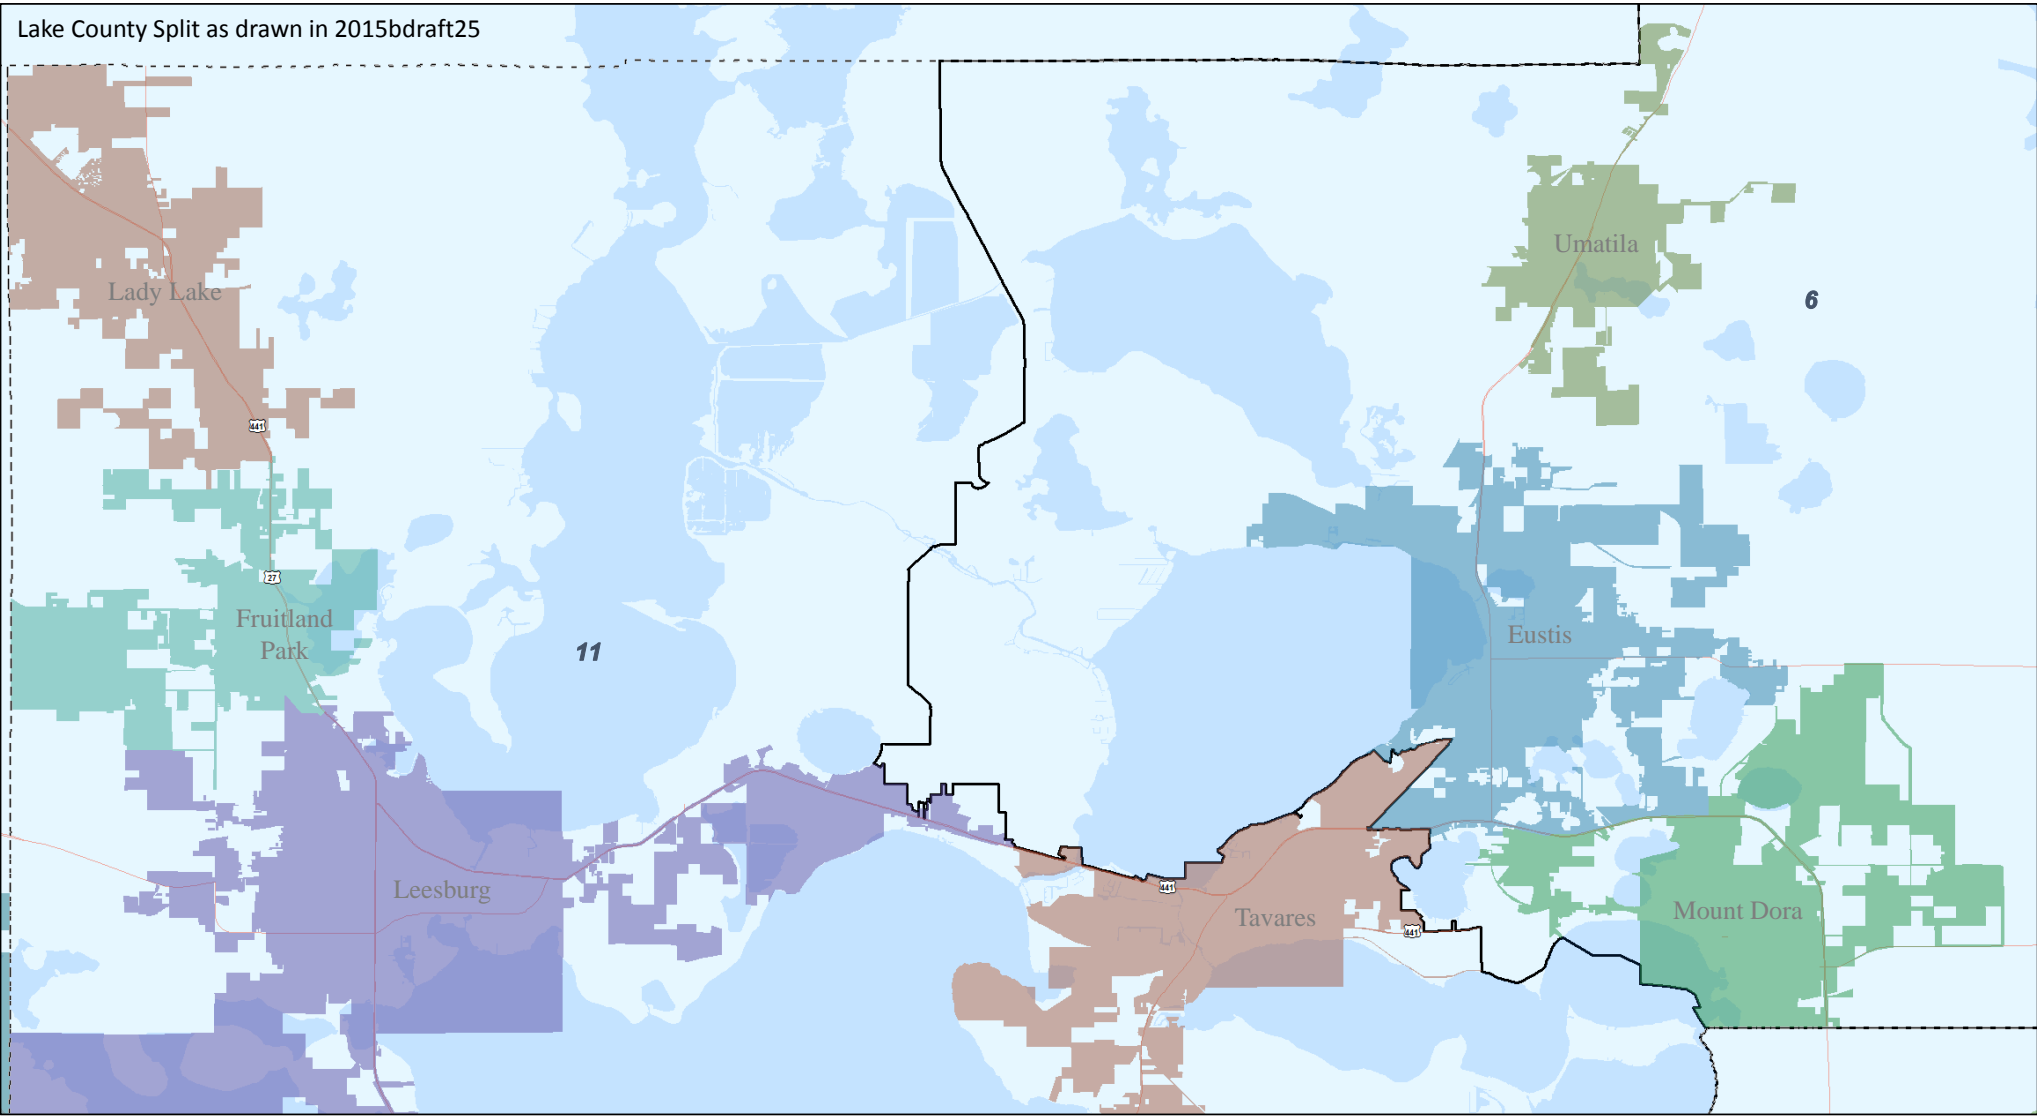 Lake County Split as drawn in 2015bdraft25
Umatila
6
Lady Lake
441
27
Fruitland
Park
11
Eustis
Leesburg
441
Tavares
441
Mount Dora